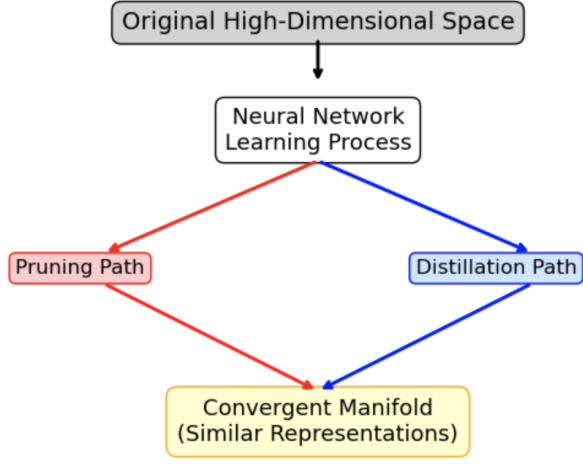 Original High-Dimensional Space
Neural Network
Learning Process
Pruning Path
Distillation Path
Convergent Manifold
(Similar Representations)